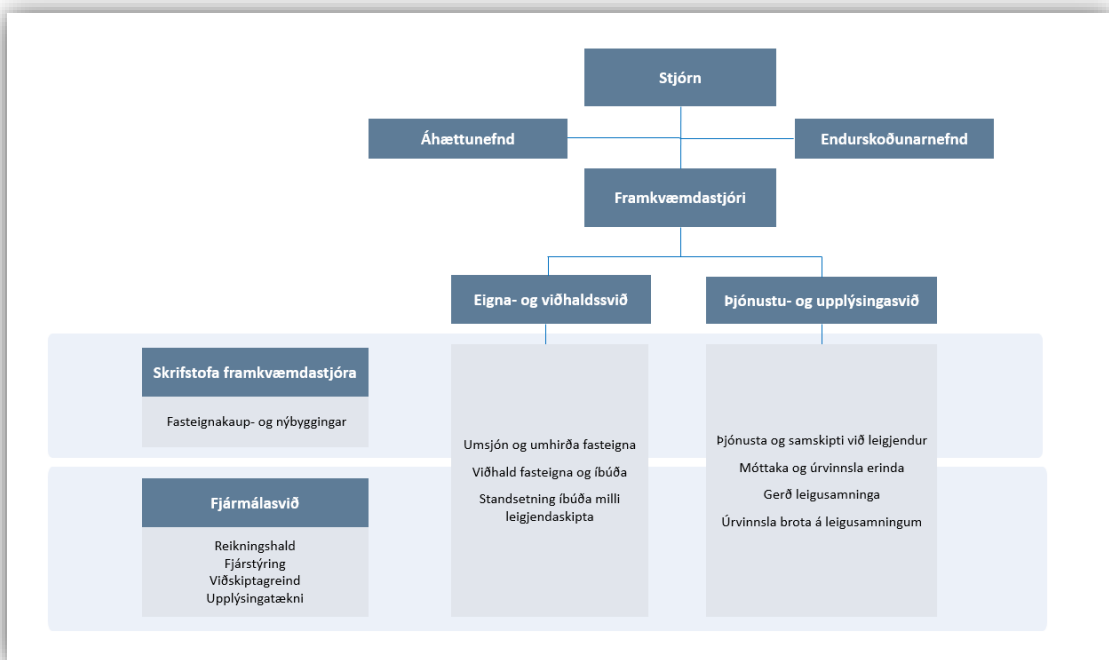 Stjórn
Áhættunefnd
Endurskoðunarnefnd
Framkvæmdastjóri
Eigna- og viðhaldssvið
Þjónustu- og upplýsingasvið
Skrifstofa framkvæmdastjóra
Fasteignakaup- og nýbyggingar
Fjármálasvið
Reikningshald
Fjárstýring
Viðskiptagreind
Upplýsingatækni
Umsjón og umhirða fasteigna
Viðhald fasteigna og íbúða
Standsetning íbúða milli
leigjendaskipta
Þjónusta og samskipti við leigjendur
Móttaka og úrvinnsla erinda
Gerð leigusamninga
Úrvinnsla brota á leigusamningum